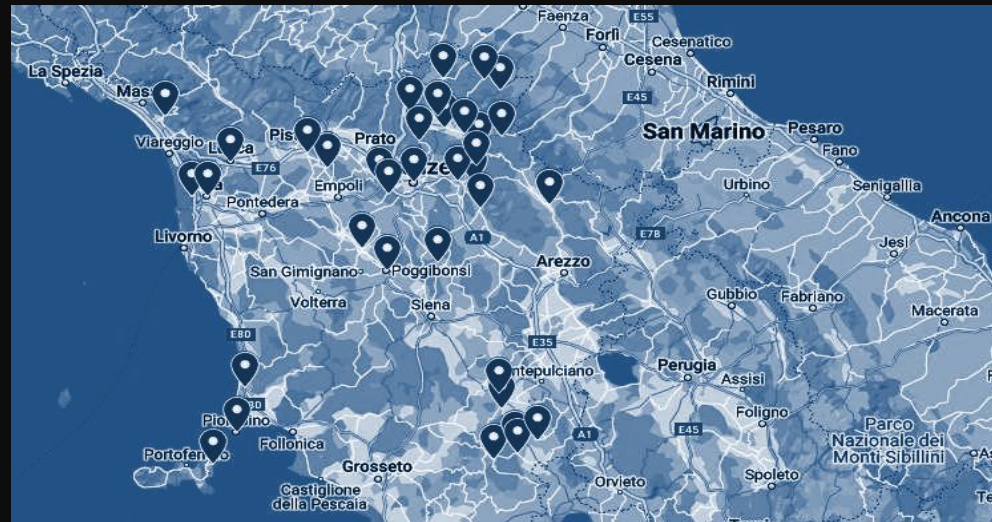 Faenza
E55
Forlì
Cesenatico
Cesena
La Spezia
Rimini
E45
San Marino
Pesaro
Viareggio
Prato
Fano
E76
Empoli
Urbino
Senigallia
Pontedera
Ancona
Livorno
A1
E78
Jesi
Arezzo
San Gimignano
Poggibonsi
Volterra
Siena
Gubbio
Fabriano
Macerata
E80
E35
Perugia
Assisi
Foligno
Follonica
Parco
Nazionale dei
Monti Sibillini
A1
E45
Grosseto
Orvieto
Spoleto
Castiglione
della Pescaia